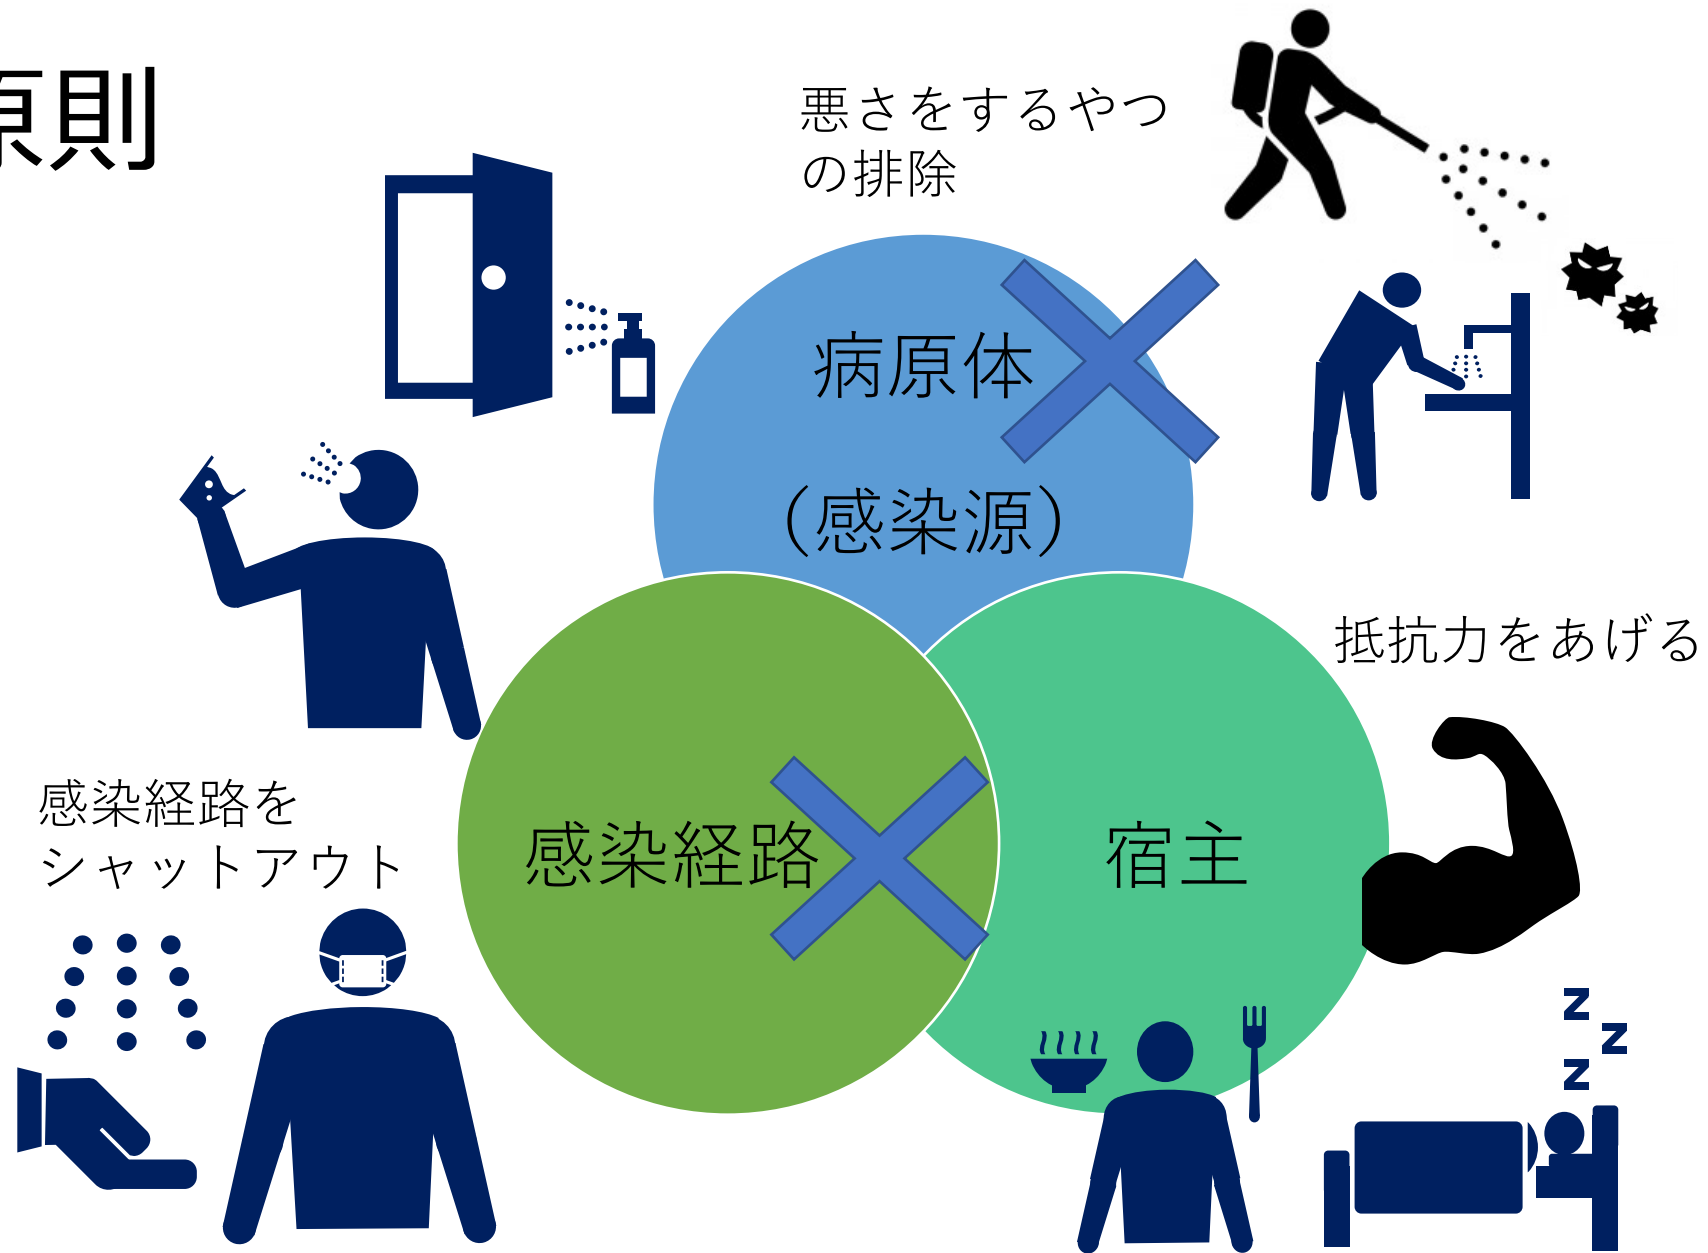 原則
悪さをするやつ
の排除
病原体
（感染源）
抵抗力をあげる
感染経路を
シャットアウト
感染経路
宿主
z
z
z